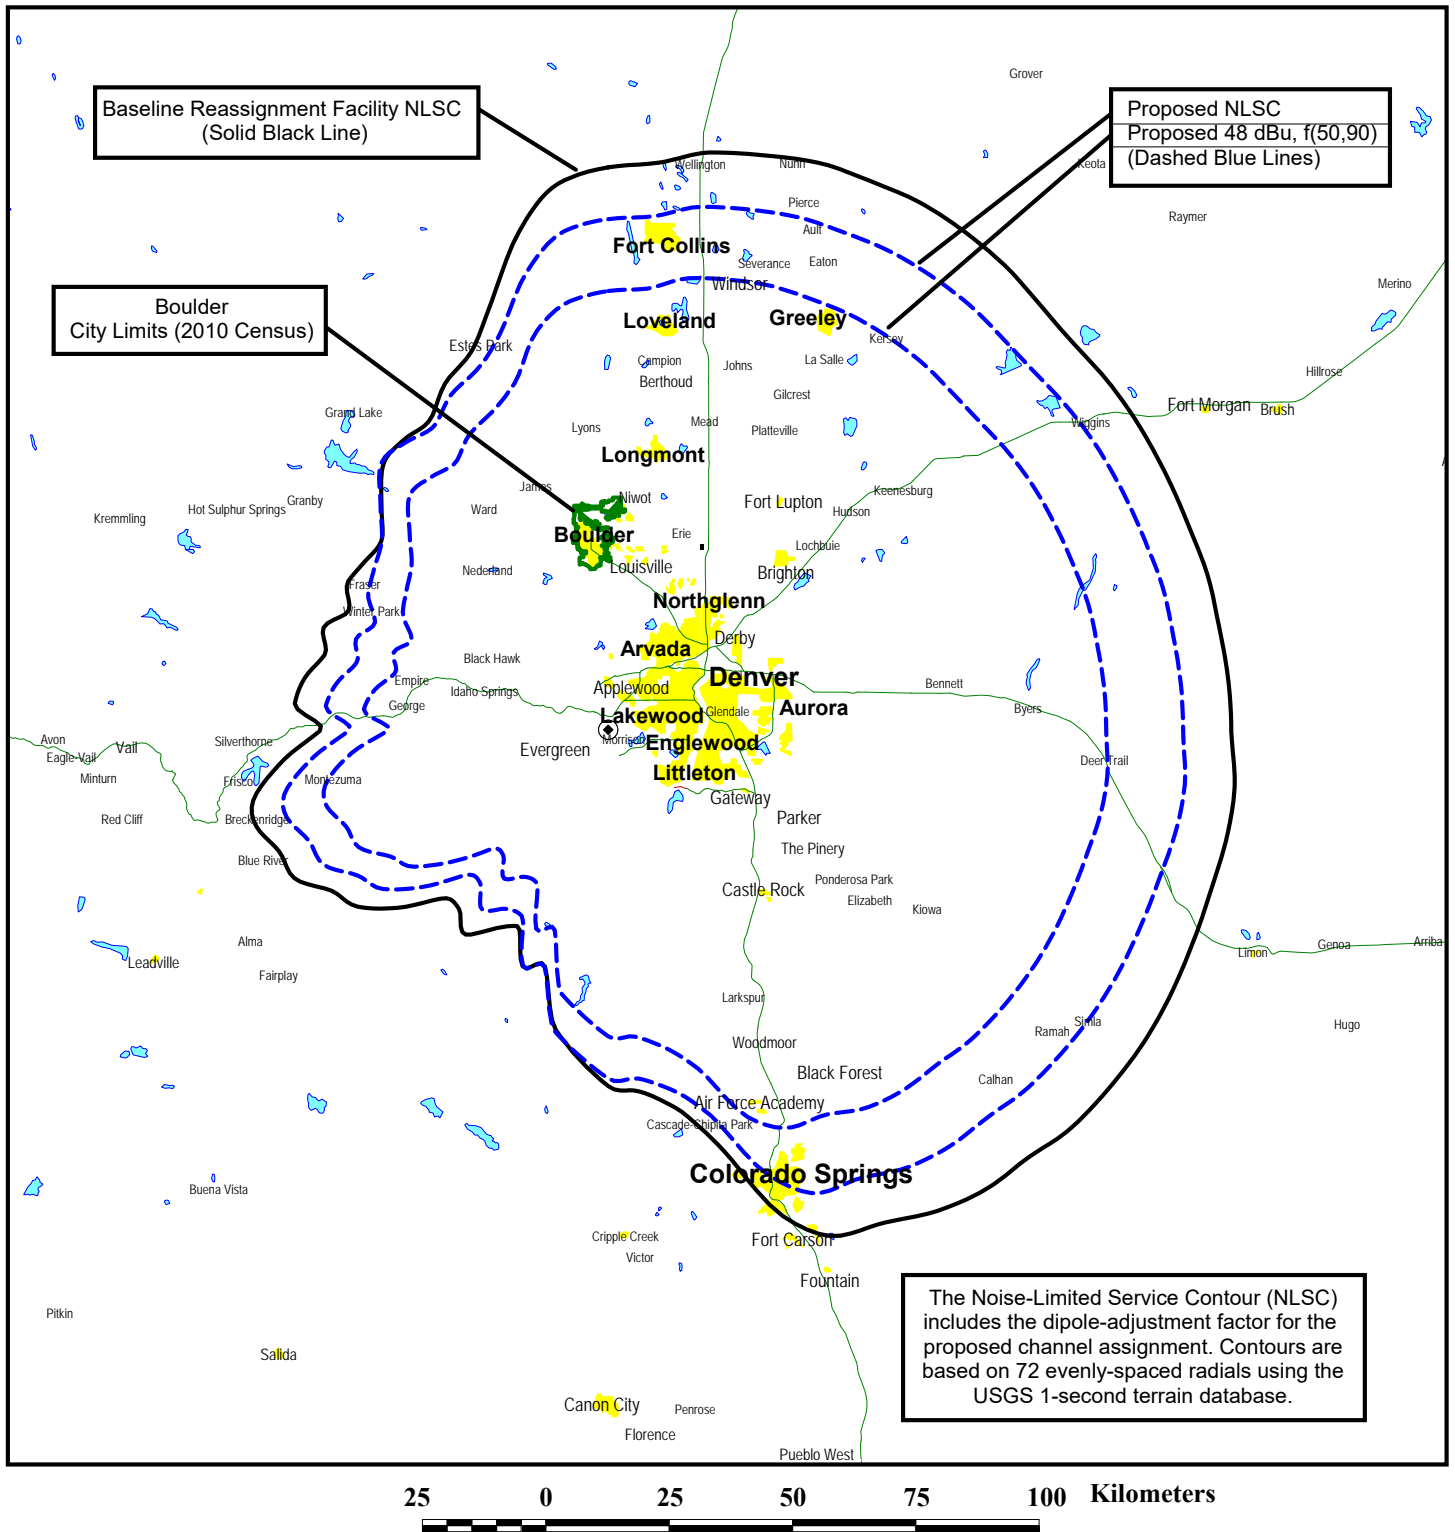 Grover
Baseline Reassignment Facility NLSC
(Solid Black Line)
Proposed NLSC
Proposed 48 dBu, f(50,90)
(Dashed Blue Lines)
Wellington
Nunn
Keota
Pierce
Raymer
Ault
Fort Collins
Severance
Eaton
Windsor
Merino
Boulder
City Limits (2010 Census)
Loveland
Greeley
Kersey
Estes Park
Campion
La Salle
Johns
Hillrose
Berthoud
Gilcrest
Grand Lake
Fort Morgan
Brush
Lyons
Mead
Platteville
Wiggins
Longmont
James
Niwot
Keenesburg
Granby
Fort Lupton
Hot Sulphur Springs
Ward
Hudson
Kremmling
Boulder
Erie
Lochbuie
Louisville
Brighton
Nederland
Fraser
Northglenn
Winter Park
Derby
Arvada
Black Hawk
Denver
Empire
Applewood
Bennett
Idaho Springs
George
Aurora
Byers
Lakewood
Glendale
Avon
Vail
Silverthorne
Morrison
Englewood
Evergreen
Eagle-Vail
Deer Trail
Minturn
Frisco
Montezuma
Littleton
Gateway
Red Cliff
Breckenridge
Parker
The Pinery
Blue River
Ponderosa Park
Castle Rock
Elizabeth
Kiowa
Alma
Genoa
Arriba
Limon
Leadville
Fairplay
Larkspur
Simla
Hugo
Ramah
Woodmoor
Black Forest
Calhan
Air Force Academy
Cascade-Chipita Park
Colorado Springs
Buena Vista
Cripple Creek
Fort Carson
Victor
Fountain
The Noise-Limited Service Contour (NLSC)
includes the dipole-adjustment factor for the
proposed channel assignment. Contours are
based on 72 evenly-spaced radials using the
USGS 1-second terrain database.
Pitkin
Salida
Canon City
Penrose
Florence
Pueblo West
25 0 25 50 75 100 Kilometers